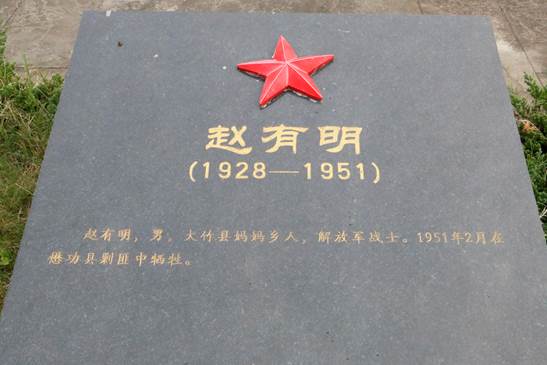 赵有明
(1928—1951)
赵有明，男。大竹县妈妈乡人，解放军战士。1951年2月在
懋功县剿匪中牺牲。